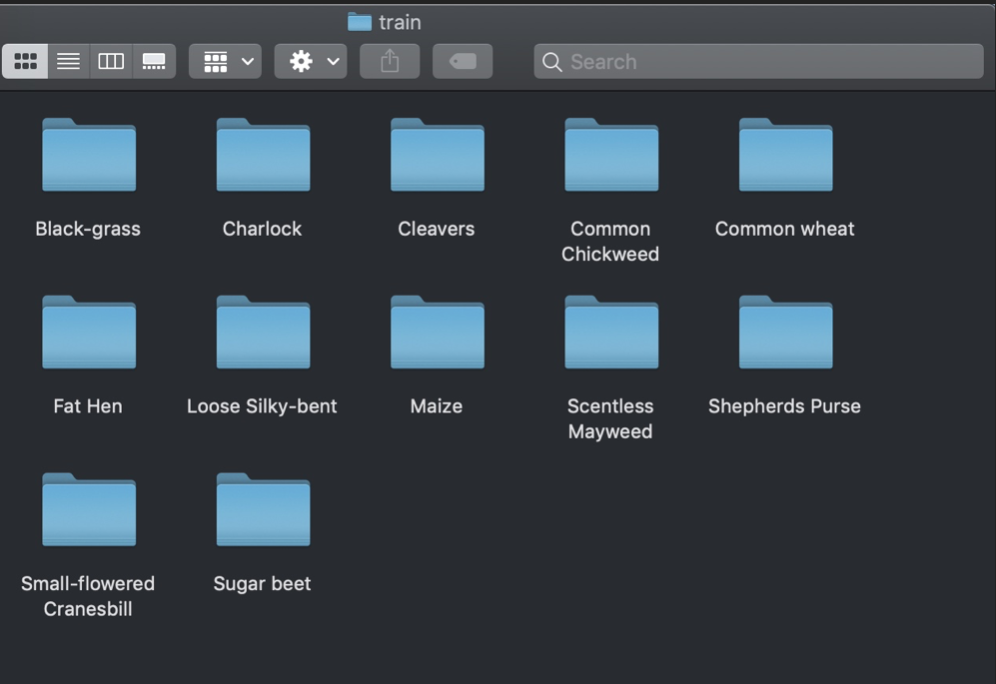 train
Search
Black-grass
Charlock
Cleavers
Common
Chickweed
Common wheat
Fat Hen
Loose Silky-bent
Maize
Scentless
Mayweed
Shepherds Purse
Small-flowered
Cranesbill
Sugar beet